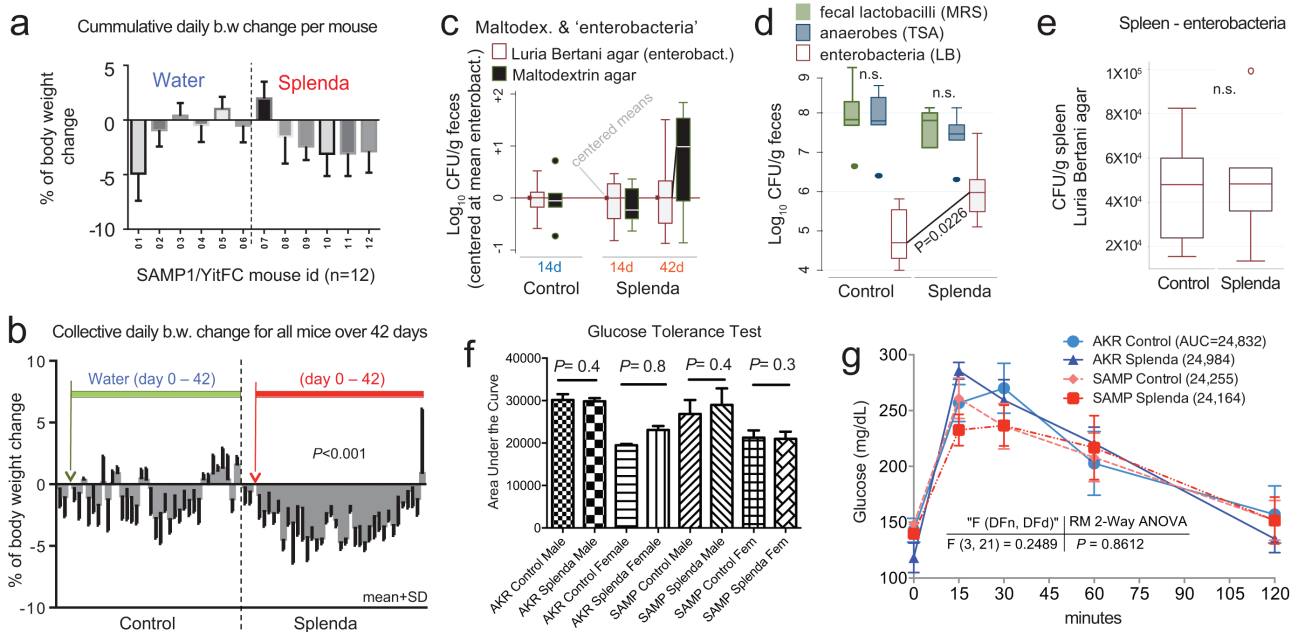 a
Cummulative daily b.w change per mouse
% of body weight
change
5
0
-5
-10
Water
Splenda
01 02 03 04 05 06 07 08 09 10 11 12
SAMP1/YitFC mouse id (n=12)
b
Collective daily b.w. change for all mice over 42 days
% of body weight change
10
5
0
-5
-10
Water (day 0 – 42)
(day 0 – 42)
P<0.001
mean+SD
Control
Splenda
c
Maltodex. & ‘enterobacteria’
Luria Bertani agar (enterobact.)
Maltodextrin agar
Log10 CFU/g feces
(centered at mean enterobact.)
+2
+1
0
-1
centered means
14d
14d
42d
Control
Splenda
d
fecal lactobacilli (MRS)
anaerobes (TSA)
enterobacteria (LB)
Log10 CFU/g feces
9
8
7
6
5
4
n.s.
n.s.
P=0.0226
Control
Splenda
e
Spleen - enterobacteria
CFU/g spleen
Luria Bertani agar
1X10⁵
8X10⁴
6X10⁴
4X10⁴
2X10⁴
n.s.
Control
Splenda
f
Glucose Tolerance Test
Area Under the Curve
40000
30000
20000
10000
0
P= 0.4
P= 0.8
P= 0.4
P= 0.3
AKR Control Male
AKR Splenda Male
AKR Control Female
AKR Splenda Female
SAMP Control Male
SAMP Splenda Male
SAMP Control Fem
SAMP Splenda Fem
g
AKR Control (AUC=24,832)
AKR Splenda (24,984)
SAMP Control (24,255)
SAMP Splenda (24,164)
Glucose (mg/dL)
300
250
200
150
100
"F (DFn, DFd)"
RM 2-Way ANOVA
F (3, 21) = 0.2489
P = 0.8612
0 15 30 45 60 75 90 105 120
minutes